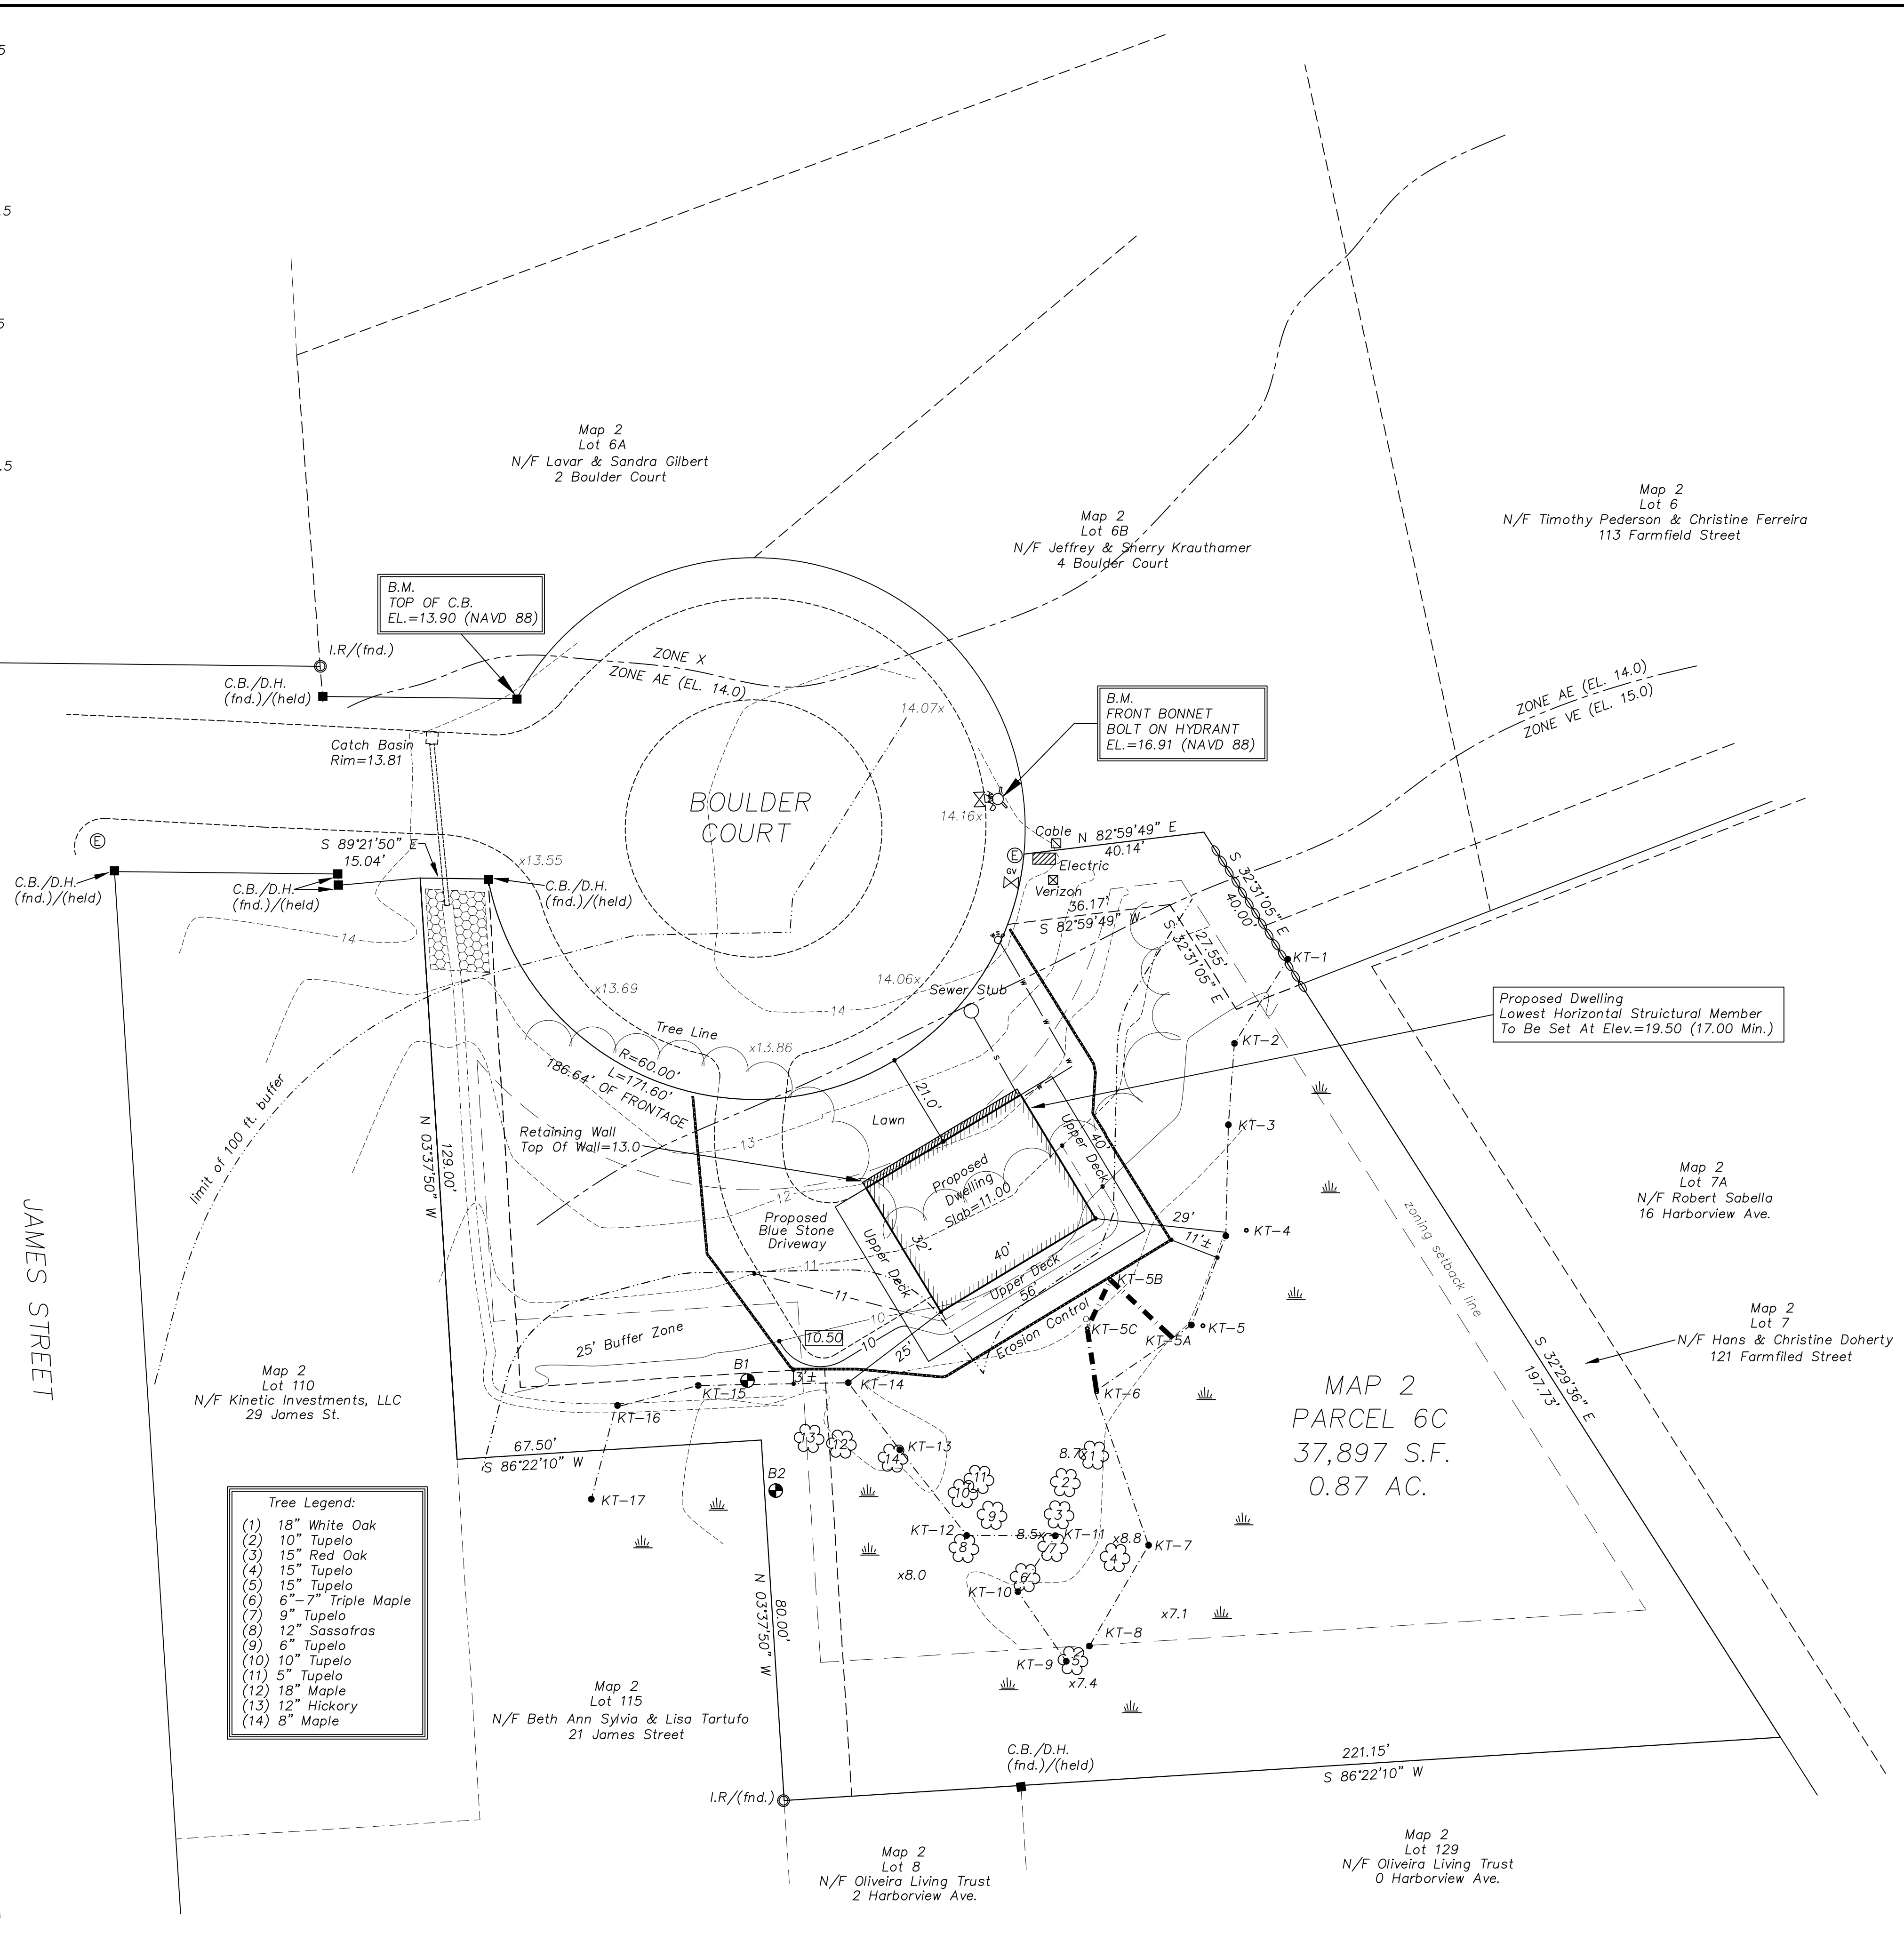 5
.5
5
.5
Map 2
Lot 6A
N/F Lavar & Sandra Gilbert
2 Boulder Court
Map 2
Lot 6B
N/F Jeffrey & Sherry Krauthamer
4 Boulder Court
Map 2
Lot 6
N/F Timothy Pederson & Christine Ferreira
113 Farmfield Street
B.M.
TOP OF C.B.
EL.=13.90 (NAVD 88)
I.R/(fnd.)
C.B./D.H.
(fnd.)/(held)
ZONE X
ZONE AE (EL. 14.0)
ZONE AE (EL. 14.0)
ZONE VE (EL. 15.0)
B.M.
FRONT BONNET
BOLT ON HYDRANT
EL.=16.91 (NAVD 88)
14.07x
Catch Basin
Rim=13.81
BOULDER
COURT
14.16x
Cable
N 82°59'49" E
40.14'
Electric
Verizon
E
GV
36.17'
S 82°59'49" W
S 32°31'05" E
40.00'
27.55'
S 32°31'05" E
KT-1
E
S 89°21'50" E
15.04'
x13.55
C.B./D.H.
(fnd.)/(held)
C.B./D.H.
(fnd.)/(held)
C.B./D.H.
(fnd.)/(held)
14
14.06x
x13.69
14
Sewer Stub
Tree Line
x13.86
R=60.00'
L=171.60'
186.64' OF FRONTAGE
W
W
W
W
S
21.0'
Proposed Dwelling
Lowest Horizontal Struictural Member
To Be Set At Elev.=19.50 (17.00 Min.)
KT-2
KT-3
limit of 100 ft. buffer
Lawn
Retaining Wall
Top Of Wall=13.0
13
12
N 03°37'50" W
129.00'
Proposed
Dwelling
Slab=11.00
40'
Upper Deck
Proposed
Blue Stone
Driveway
32'
40'
Upper Deck
Upper Deck
56'
29'
11'±
KT-4
zoning setback line
Map 2
Lot 7A
N/F Robert Sabella
16 Harborview Ave.
JAMES STREET
11
11
10
10
10.50
25' Buffer Zone
Erosion Control
25'
KT-5B
KT-5C
KT-5A
KT-5
KT-6
Map 2
Lot 7
N/F Hans & Christine Doherty
121 Farmfiled Street
S 32°29'36" E
197.73'
B1
3'±
KT-14
KT-15
KT-16
Map 2
Lot 110
N/F Kinetic Investments, LLC
29 James St.
MAP 2
PARCEL 6C
37,897 S.F.
0.87 AC.
67.50'
S 86°22'10" W
KT-17
B2
13
12
14
KT-13
8.7x
1
2
3
11
10
9
KT-12
8
8.5x
KT-11
7
x8.8
4
KT-7
x8.0
6
KT-10
x7.1
KT-8
KT-9
5
x7.4
Tree Legend:
(1) 18" White Oak
(2) 10" Tupelo
(3) 15" Red Oak
(4) 15" Tupelo
(5) 15" Tupelo
(6) 6"-7" Triple Maple
(7) 9" Tupelo
(8) 12" Sassafras
(9) 6" Tupelo
(10) 10" Tupelo
(11) 5" Tupelo
(12) 18" Maple
(13) 12" Hickory
(14) 8" Maple
N 03°37'50" W
80.00'
Map 2
Lot 115
N/F Beth Ann Sylvia & Lisa Tartufo
21 James Street
C.B./D.H.
(fnd.)/(held)
221.15'
S 86°22'10" W
I.R/(fnd.)
Map 2
Lot 8
N/F Oliveira Living Trust
2 Harborview Ave.
Map 2
Lot 129
N/F Oliveira Living Trust
0 Harborview Ave.